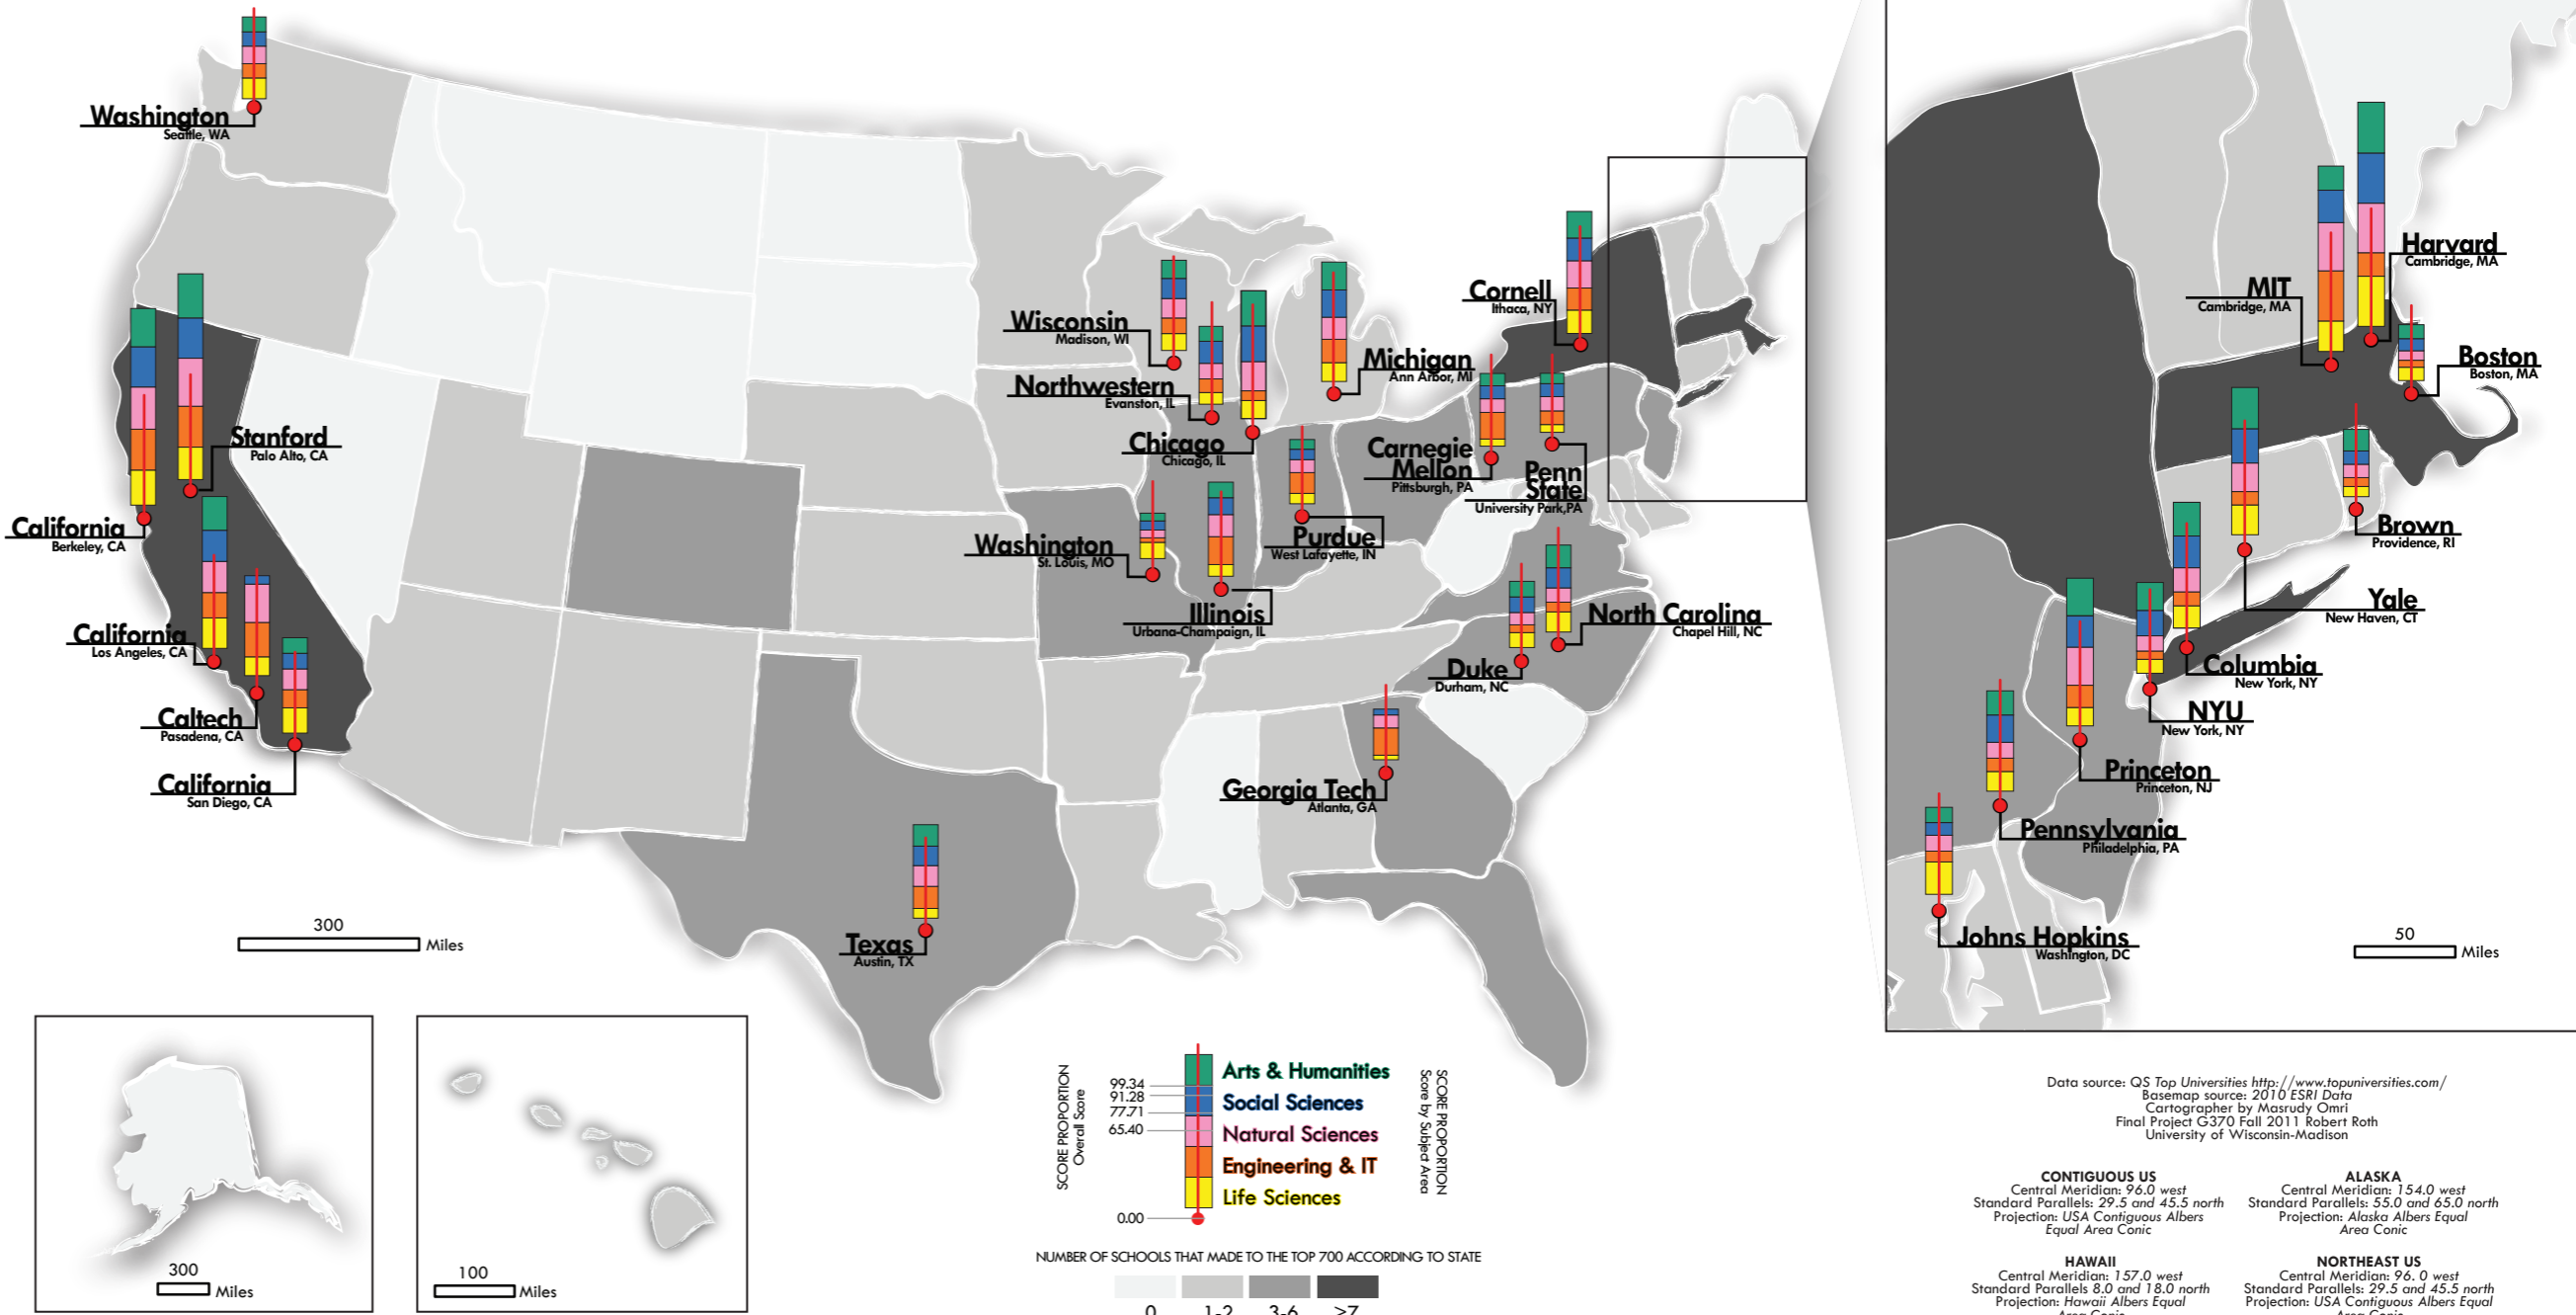 Washington
Seattle, WA
Stanford
Palo Alto, CA
California
Berkeley, CA
California
Los Angeles, CA
Caltech
Pasadena, CA
California
San Diego, CA
Wisconsin
Madison, WI
Northwestern
Evanston, IL
Chicago
Chicago, IL
Michigan
Ann Arbor, MI
Cornell
Ithaca, NY
Carnegie
Mellon
Pittsburgh, PA
Penn
State
University Park,PA
Purdue
West Lafayette, IN
Washington
St. Louis, MO
Illinois
Urbana-Champaign, IL
North Carolina
Chapel Hill, NC
Duke
Durham, NC
Georgia Tech
Atlanta, GA
Texas
Austin, TX
Harvard
Cambridge, MA
MIT
Cambridge, MA
Boston
Boston, MA
Brown
Providence, RI
Yale
New Haven, CT
Columbia
New York, NY
NYU
New York, NY
Princeton
Princeton, NJ
Pennsylvania
Philadelphia, PA
Johns Hopkins
Washington, DC
300
Miles
50
Miles
300
Miles
100
Miles
SCORE PROPORTION
Overall Score
99.34
91.28
77.71
65.40
0.00
Arts & Humanities
Social Sciences
Natural Sciences
Engineering & IT
Life Sciences
SCORE PROPORTION
Score by Subject Area
NUMBER OF SCHOOLS THAT MADE TO THE TOP 700 ACCORDING TO STATE
0 1-2 3-6 ≥7
Data source: QS Top Universities http://www.topuniversities.com/
Basemap source: 2010 ESRI Data
Cartographer by Masrudy Omri
Final Project G370 Fall 2011 Robert Roth
University of Wisconsin-Madison
CONTIGUOUS US
Central Meridian: 96.0 west
Standard Parallels: 29.5 and 45.5 north
Projection: USA Contiguous Albers
Equal Area Conic
ALASKA
Central Meridian: 154.0 west
Standard Parallels: 55.0 and 65.0 north
Projection: Alaska Albers Equal
Area Conic
HAWAII
Central Meridian: 157.0 west
Standard Parallels 8.0 and 18.0 north
Projection: Hawaii Albers Equal
Area Conic
NORTHEAST US
Central Meridian: 96. 0 west
Standard Parallels: 29.5 and 45.5 north
Projection: USA Contiguous Albers Equal
Area Conic